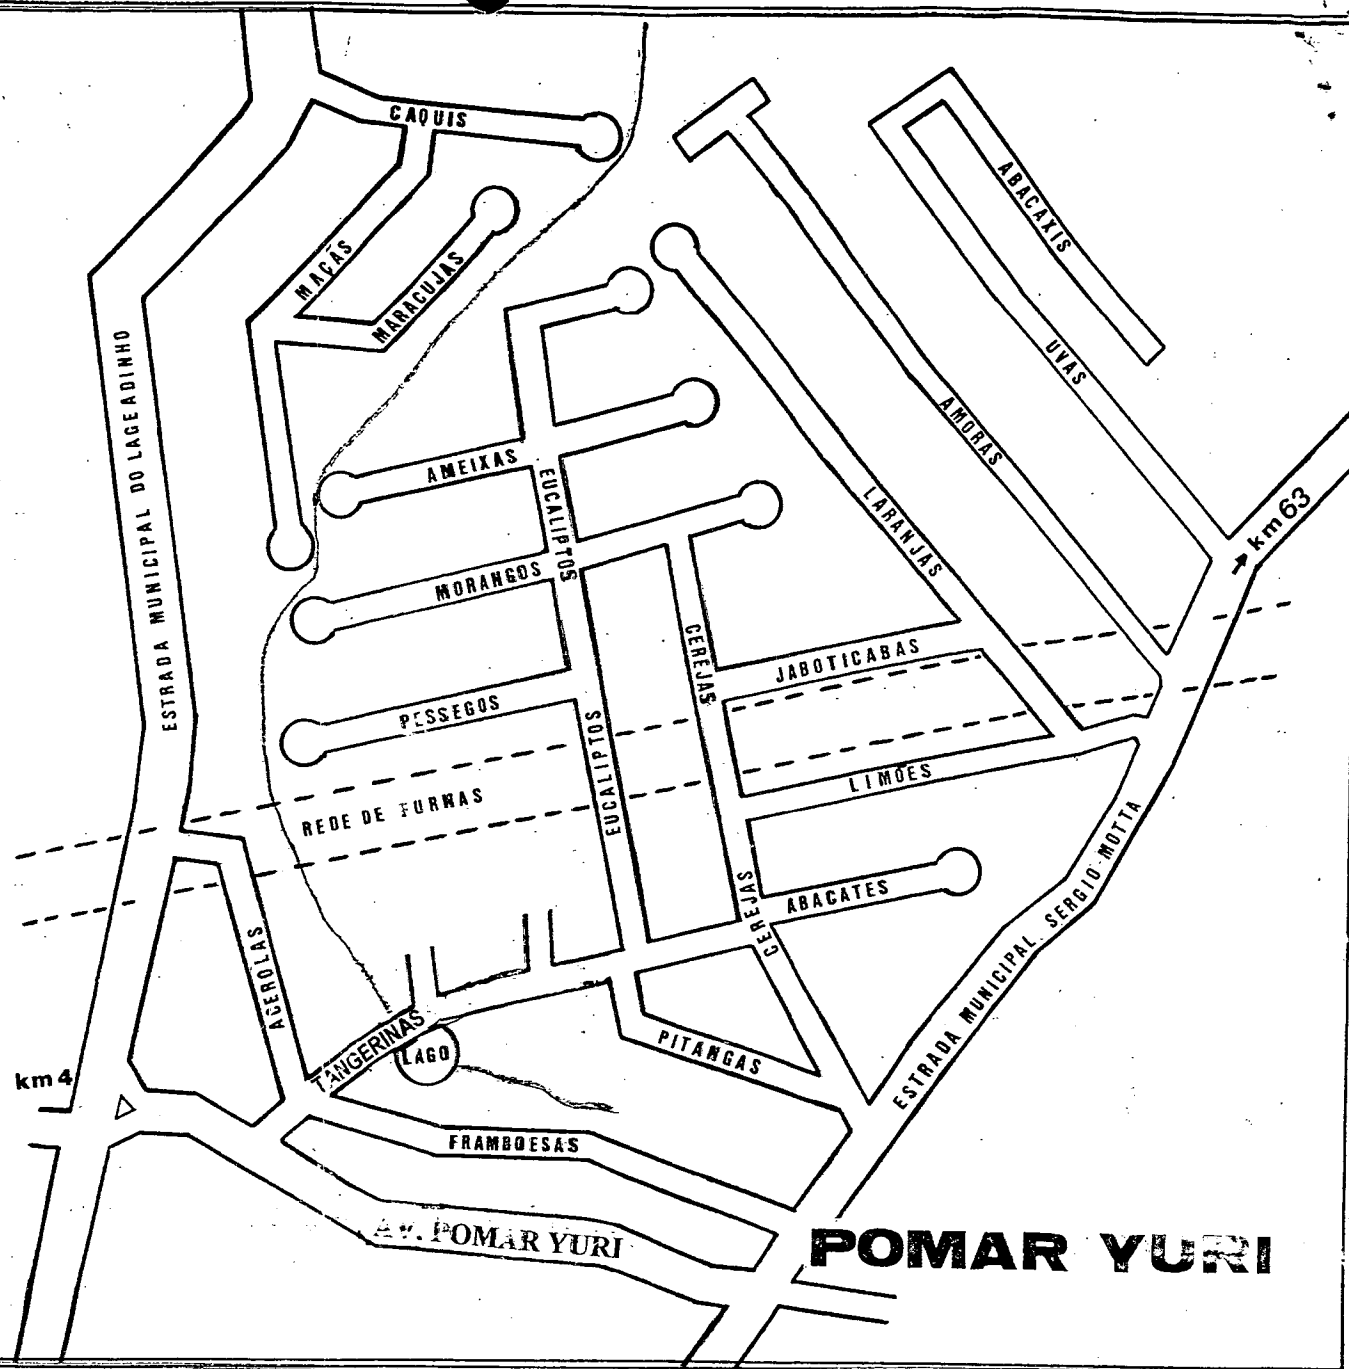 CAQUIS
MAÇÃS
MARACUJAS
ABACAXIS
UVAS
AMORAS
LARANJAS
ESTRADA MUNICIPAL DO LAGEADINHO
AMEIXAS
EUCALIPTOS
MORANGOS
km 63
CEREJAS
JABOTICABAS
PESSEGOS
EUCALIPTOS
LIMÕES
REDE DE FURNAS
ABACATES
CEREJAS
ACEROLAS
ESTRADA MUNICIPAL SERGIO MOTTA
TANGERINAS
LAGO
PITANGAS
km 4
FRAMBOESAS
AV. POMAR YURI
POMAR YURI